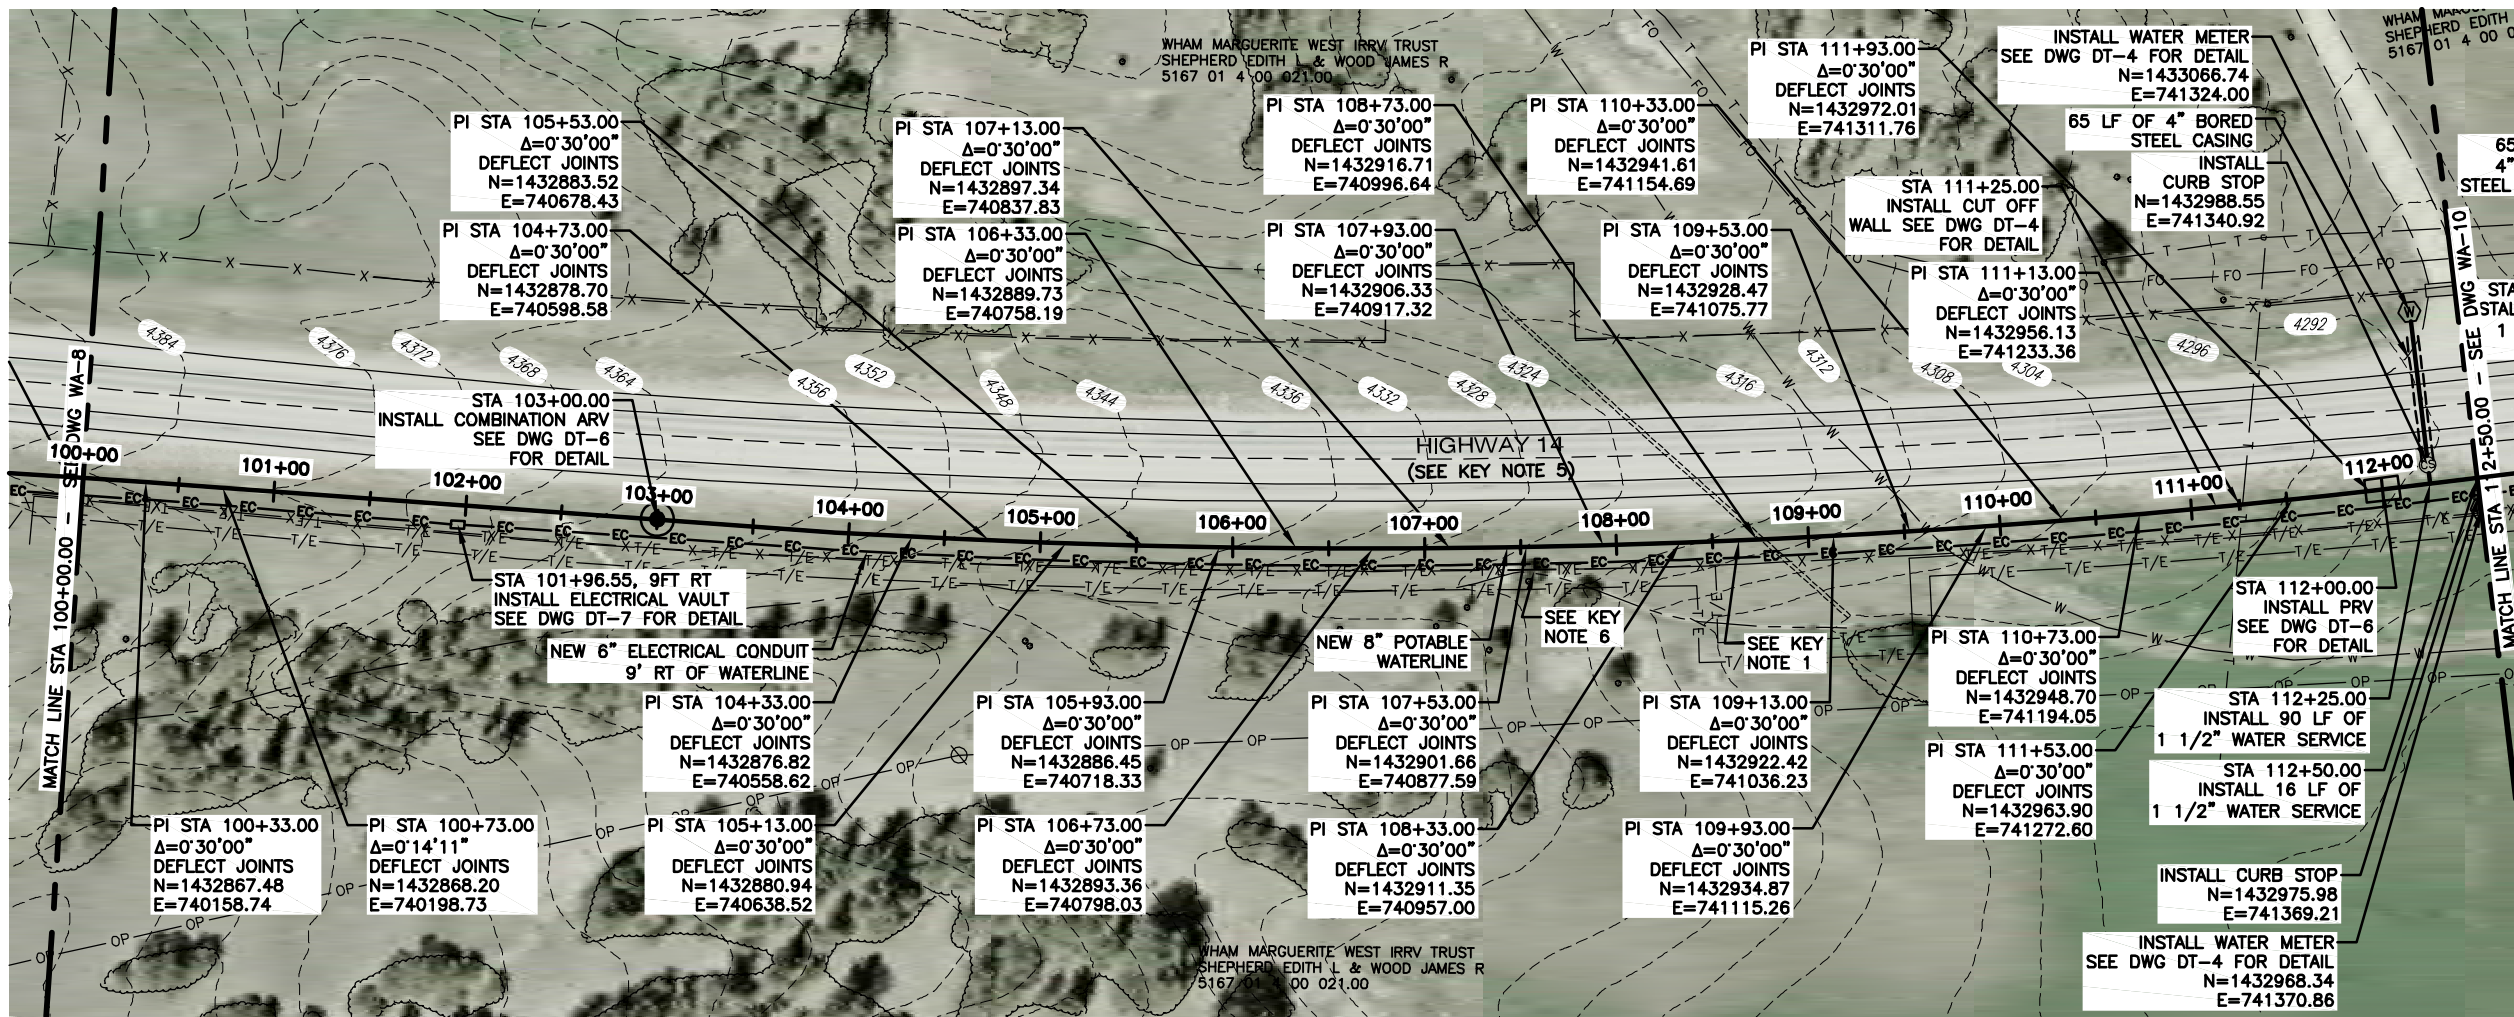 WHAM MARGUERITE WEST IRRV TRUST
SHEPHERD EDITH L & WOOD JAMES R
5167 01 4 00 021.00
PI STA 105+53.00
Δ=0°30'00"
DEFLECT JOINTS
N=1432883.52
E=740678.43
PI STA 104+73.00
Δ=0°30'00"
DEFLECT JOINTS
N=1432878.70
E=740598.58
PI STA 107+13.00
Δ=0°30'00"
DEFLECT JOINTS
N=1432897.34
E=740837.83
PI STA 106+33.00
Δ=0°30'00"
DEFLECT JOINTS
N=1432889.73
E=740758.19
PI STA 108+73.00
Δ=0°30'00"
DEFLECT JOINTS
N=1432916.71
E=740996.64
PI STA 107+93.00
Δ=0°30'00"
DEFLECT JOINTS
N=1432906.33
E=740917.32
PI STA 110+33.00
Δ=0°30'00"
DEFLECT JOINTS
N=1432941.61
E=741154.69
PI STA 109+53.00
Δ=0°30'00"
DEFLECT JOINTS
N=1432928.47
E=741075.77
PI STA 111+93.00
Δ=0°30'00"
DEFLECT JOINTS
N=1432972.01
E=741311.76
STA 111+25.00
INSTALL CUT OFF
WALL SEE DWG DT-4
FOR DETAIL
PI STA 111+13.00
Δ=0°30'00"
DEFLECT JOINTS
N=1432956.13
E=741233.36
INSTALL WATER METER
SEE DWG DT-4 FOR DETAIL
N=1433066.74
E=741324.00
65 LF OF 4" BORED
STEEL CASING
INSTALL
CURB STOP
N=1432988.55
E=741340.92
SHEPHERD EDITH
5167 01 4 00
65
4"
STEEL
STA
1
4384
4376
4372
4368
4364
4356
4352
4348
4344
4336
4332
4328
4324
4316
4312
4308
4304
4296
4292
W
CS
STA 103+00.00
INSTALL COMBINATION ARV
SEE DWG DT-6
FOR DETAIL
HIGHWAY 14
(SEE KEY NOTE 5)
100+00
101+00
102+00
103+00
104+00
105+00
106+00
107+00
108+00
109+00
110+00
111+00
112+00
MATCH LINE STA 100+00.00 - SEE DWG WA-8
MATCH LINE STA 112+50.00 - SEE DWG WA-10
STA 101+96.55, 9FT RT
INSTALL ELECTRICAL VAULT
SEE DWG DT-7 FOR DETAIL
NEW 6" ELECTRICAL CONDUIT
9' RT OF WATERLINE
NEW 8" POTABLE
WATERLINE
SEE KEY
NOTE 6
SEE KEY
NOTE 1
STA 112+00.00
INSTALL PRV
SEE DWG DT-6
FOR DETAIL
PI STA 104+33.00
Δ=0°30'00"
DEFLECT JOINTS
N=1432876.82
E=740558.62
PI STA 105+93.00
Δ=0°30'00"
DEFLECT JOINTS
N=1432886.45
E=740718.33
PI STA 107+53.00
Δ=0°30'00"
DEFLECT JOINTS
N=1432901.66
E=740877.59
PI STA 109+13.00
Δ=0°30'00"
DEFLECT JOINTS
N=1432922.42
E=741036.23
PI STA 110+73.00
Δ=0°30'00"
DEFLECT JOINTS
N=1432948.70
E=741194.05
STA 112+25.00
INSTALL 90 LF OF
1 1/2" WATER SERVICE
PI STA 111+53.00
Δ=0°30'00"
DEFLECT JOINTS
N=1432963.90
E=741272.60
STA 112+50.00
INSTALL 16 LF OF
1 1/2" WATER SERVICE
PI STA 100+33.00
Δ=0°30'00"
DEFLECT JOINTS
N=1432867.48
E=740158.74
PI STA 100+73.00
Δ=0°14'11"
DEFLECT JOINTS
N=1432868.20
E=740198.73
PI STA 105+13.00
Δ=0°30'00"
DEFLECT JOINTS
N=1432880.94
E=740638.52
PI STA 106+73.00
Δ=0°30'00"
DEFLECT JOINTS
N=1432893.36
E=740798.03
PI STA 108+33.00
Δ=0°30'00"
DEFLECT JOINTS
N=1432911.35
E=740957.00
PI STA 109+93.00
Δ=0°30'00"
DEFLECT JOINTS
N=1432934.87
E=741115.26
INSTALL CURB STOP
N=1432975.98
E=741369.21
INSTALL WATER METER
SEE DWG DT-4 FOR DETAIL
N=1432968.34
E=741370.86
WHAM MARGUERITE WEST IRRV TRUST
SHEPHERD EDITH L & WOOD JAMES R
5167 01 4 00 021.00